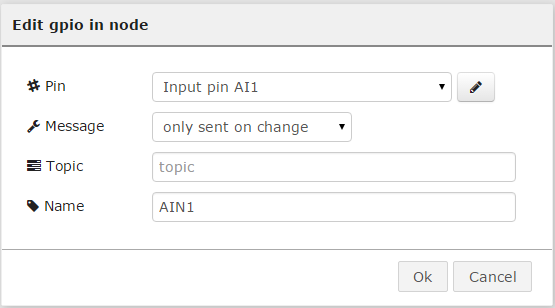 Edit gpio in node
Pin Input pin AI1
Message only sent on change
Topic topic
Name AIN1
Ok Cancel